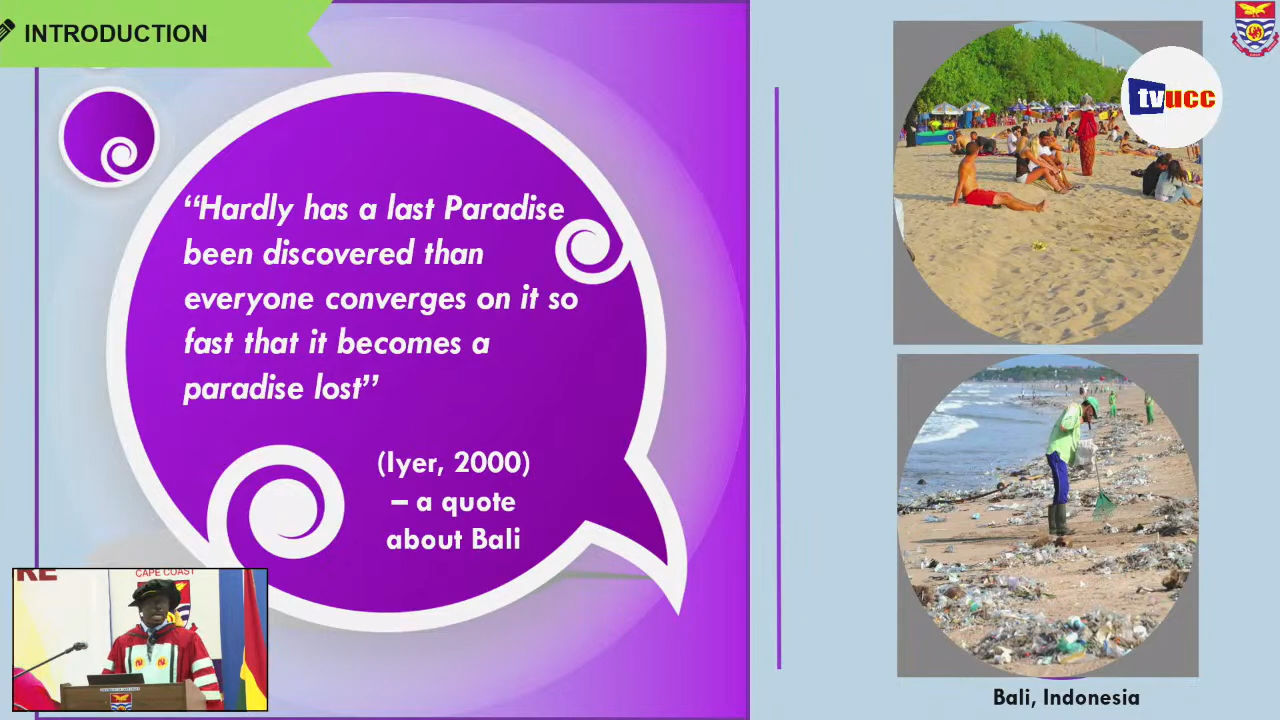 INTRODUCTION
“Hardly has a last Paradise
been discovered than
everyone converges on it so
fast that it becomes a
paradise lost”
(Iyer, 2000)
– a quote
about Bali
tvucc
Bali, Indonesia
RE
CAPE COAST